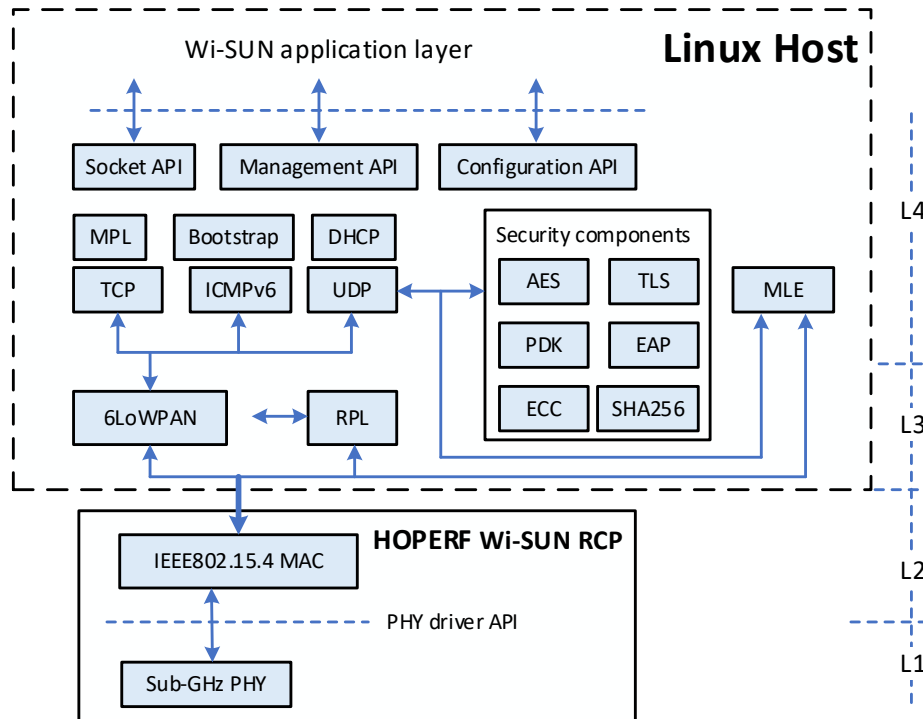 Wi-SUN application layer
Linux Host
Socket API
Management API
Configuration API
MPL
Bootstrap
DHCP
TCP
ICMPv6
UDP
Security components
AES
TLS
PDK
EAP
ECC
SHA256
MLE
L4
6LoWPAN
RPL
L3
HOPERF Wi-SUN RCP
IEEE802.15.4 MAC
L2
PHY driver API
Sub-GHz PHY
L1